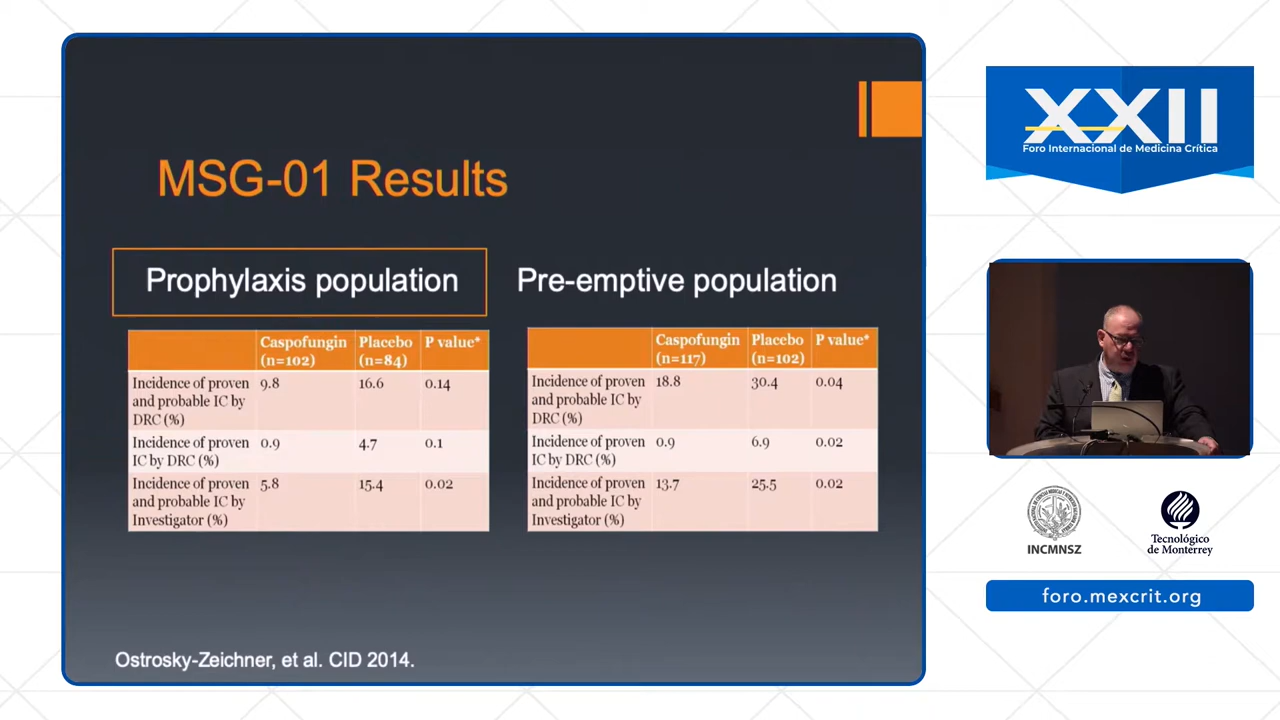 MSG-01 Results
Prophylaxis population
Caspofungin Placebo P value*
(n=102) (n=84)
Incidence of proven 9.8 16.6 0.14
and probable IC by
DRC (%)
Incidence of proven 0.9 4.7 0.1
IC by DRC (%)
Incidence of proven 5.8 15.4 0.02
and probable IC by
Investigator (%)
Pre-emptive population
Caspofungin Placebo P value*
(n=117) (n=102)
Incidence of proven 18.8 30.4 0.04
and probable IC by
DRC (%)
Incidence of proven 0.9 6.9 0.02
IC by DRC (%)
Incidence of proven 13.7 25.5 0.02
and probable IC by
Investigator (%)
Ostrosky-Zeichner, et al. CID 2014.
XXII
Foro Internacional de Medicina Crítica
INCMNSZ
Tecnológico
de Monterrey
foro.mexcrit.org